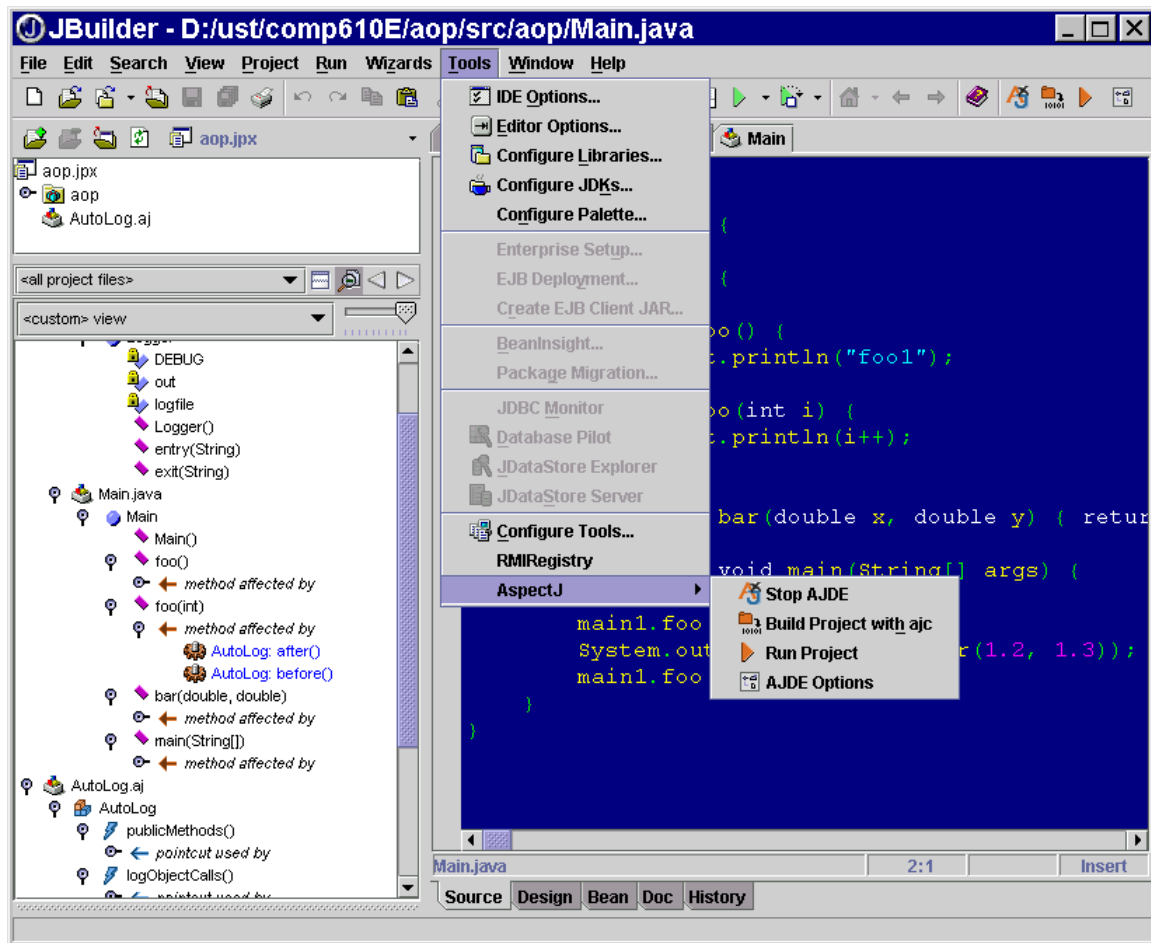 JBuilder - D:/ust/comp610E/aop/src/aop/Main.java
File Edit Search View Project Run Wizards Tools Window Help
aop.jpx
Main
aop.jpx
aop
AutoLog.aj
<all project files>
<custom> view
Logger
DEBUG
out
logfile
Logger()
entry(String)
exit(String)
Main.java
Main
Main()
foo()
method affected by
foo(int)
method affected by
AutoLog: after()
AutoLog: before()
bar(double, double)
method affected by
main(String[])
method affected by
AutoLog.aj
AutoLog
publicMethods()
pointcut used by
logObjectCalls()
pointcut used by
IDE Options...
Editor Options...
Configure Libraries...
Configure JDKs...
Configure Palette...
Enterprise Setup...
EJB Deployment...
Create EJB Client JAR...
BeanInsight...
Package Migration...
JDBC Monitor
Database Pilot
JDataStore Explorer
JDataStore Server
Configure Tools...
RMIRegistry
AspectJ
Stop AJDE
Build Project with ajc
Run Project
AJDE Options
{
{
oo() {
.println("foo1");
oo(int i) {
.println(i++);
bar(double x, double y) { retur
void main(String[] args) {
main1.foo
System.out r(1.2, 1.3));
main1.foo
}
}
Main.java 2:1 Insert
Source Design Bean Doc History